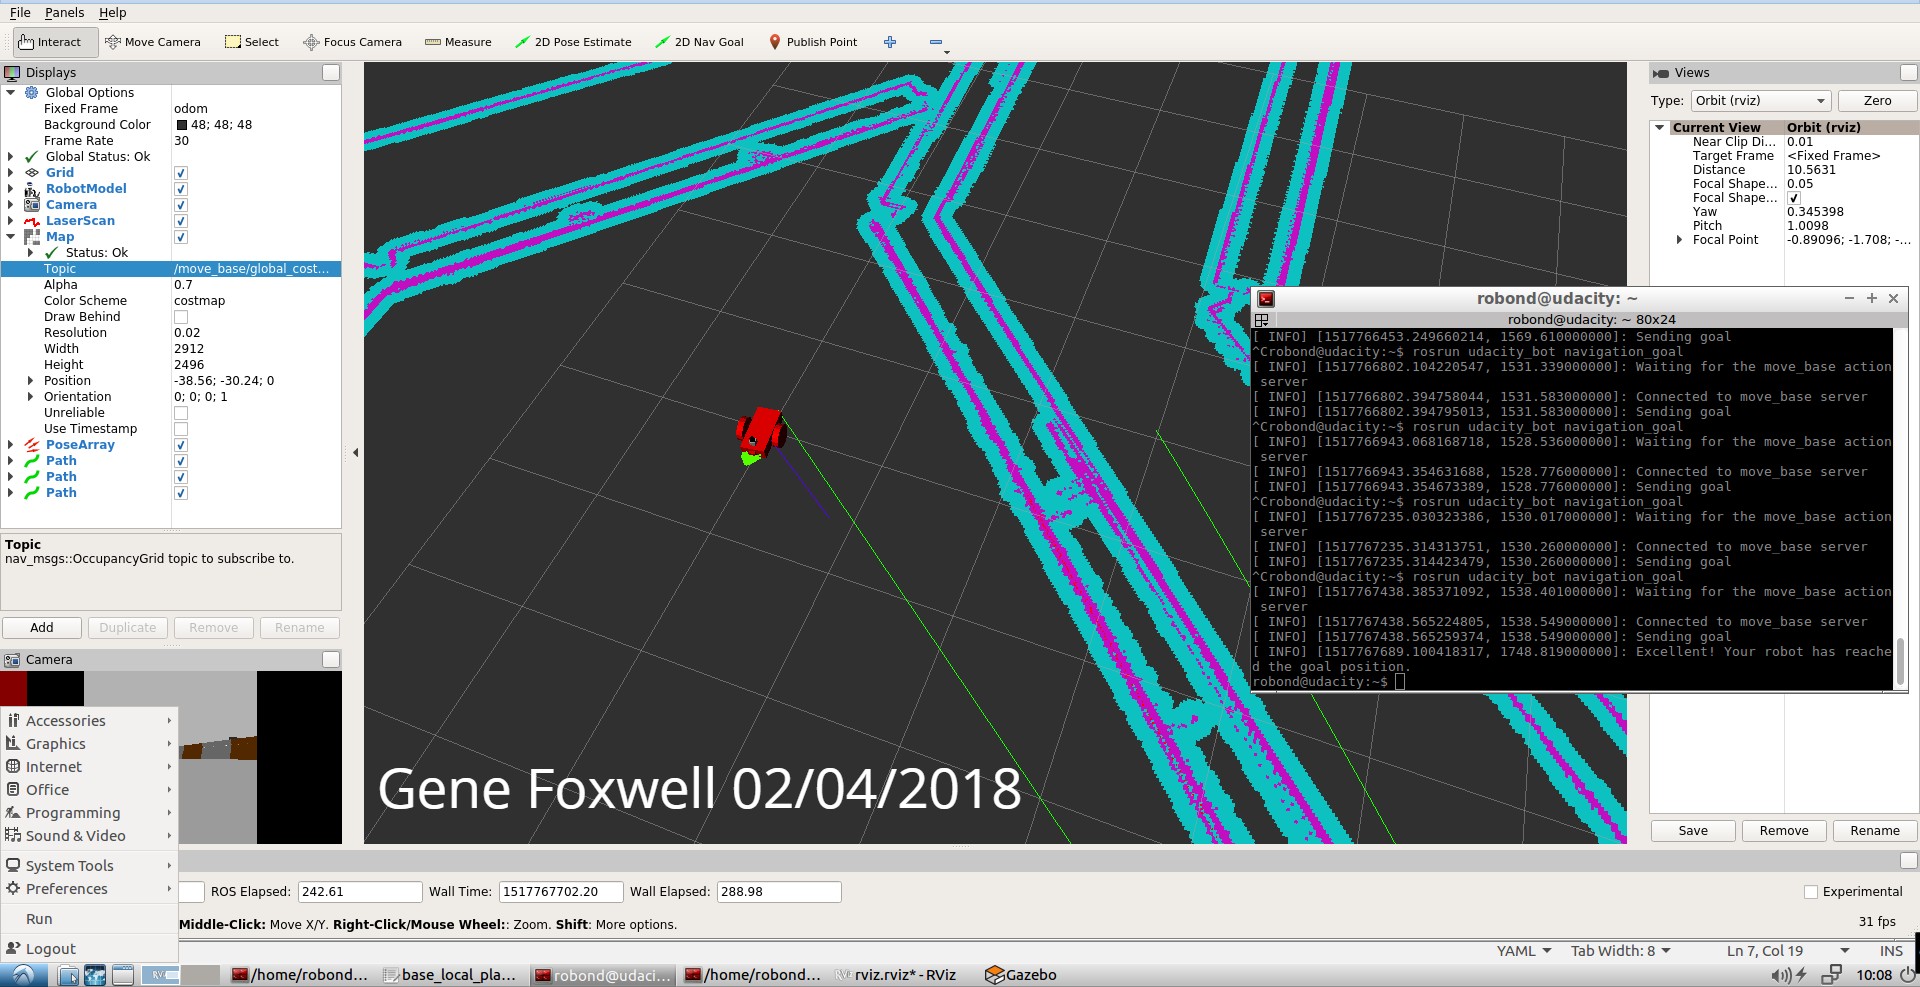 File Panels Help
Interact Move Camera Select Focus Camera Measure 2D Pose Estimate 2D Nav Goal Publish Point
Displays
Global Options
Fixed Frame odom
Background Color 48; 48; 48
Frame Rate 30
Global Status: Ok
Grid
RobotModel
Camera
LaserScan
Map
Status: Ok
Topic /move_base/global_cost...
Alpha 0.7
Color Scheme costmap
Draw Behind
Resolution 0.02
Width 2912
Height 2496
Position -38.56; -30.24; 0
Orientation 0; 0; 0; 1
Unreliable
Use Timestamp
PoseArray
Path
Path
Path
Topic
nav_msgs::OccupancyGrid topic to subscribe to.
Add Duplicate Remove Rename
Camera
Accessories
Graphics
Internet
Office
Programming
Sound & Video
System Tools
Preferences
Run
Logout
Gene Foxwell 02/04/2018
Views
Type: Orbit (rviz) Zero
Current View Orbit (rviz)
Near Clip Di... 0.01
Target Frame <Fixed Frame>
Distance 10.5631
Focal Shape... 0.05
Focal Shape...
Yaw 0.345398
Pitch 1.0098
Focal Point -0.89096; -1.708; -...
robond@udacity: ~
robond@udacity: ~ 80x24
[ INFO] [1517766453.249660214, 1569.610000000]: Sending goal
^Crobond@udacity:~$ rosrun udacity_bot navigation_goal
[ INFO] [1517766802.104220547, 1531.339000000]: Waiting for the move_base action
server
[ INFO] [1517766802.394758044, 1531.583000000]: Connected to move_base server
[ INFO] [1517766802.394795013, 1531.583000000]: Sending goal
^Crobond@udacity:~$ rosrun udacity_bot navigation_goal
[ INFO] [1517766943.068168718, 1528.536000000]: Waiting for the move_base action
server
[ INFO] [1517766943.354631688, 1528.776000000]: Connected to move_base server
[ INFO] [1517766943.354673389, 1528.776000000]: Sending goal
^Crobond@udacity:~$ rosrun udacity_bot navigation_goal
[ INFO] [1517767235.030323386, 1530.017000000]: Waiting for the move_base action
server
[ INFO] [1517767235.314313751, 1530.260000000]: Connected to move_base server
[ INFO] [1517767235.314423479, 1530.260000000]: Sending goal
^Crobond@udacity:~$ rosrun udacity_bot navigation_goal
[ INFO] [1517767438.385371092, 1538.401000000]: Waiting for the move_base action
server
[ INFO] [1517767438.565224805, 1538.549000000]: Connected to move_base server
[ INFO] [1517767438.565259374, 1538.549000000]: Sending goal
[ INFO] [1517767689.100418317, 1748.819000000]: Excellent! Your robot has reache
d the goal position.
robond@udacity:~$
Save Remove Rename
ROS Elapsed: 242.61 Wall Time: 1517767702.20 Wall Elapsed: 288.98 Experimental
Middle-Click: Move X/Y. Right-Click/Mouse Wheel:: Zoom. Shift: More options. 31 fps
YAML Tab Width: 8 Ln 7, Col 19 INS
/home/robond... base_local_pla... robond@udaci... /home/robond... rviz.rviz* - RViz Gazebo 10:08